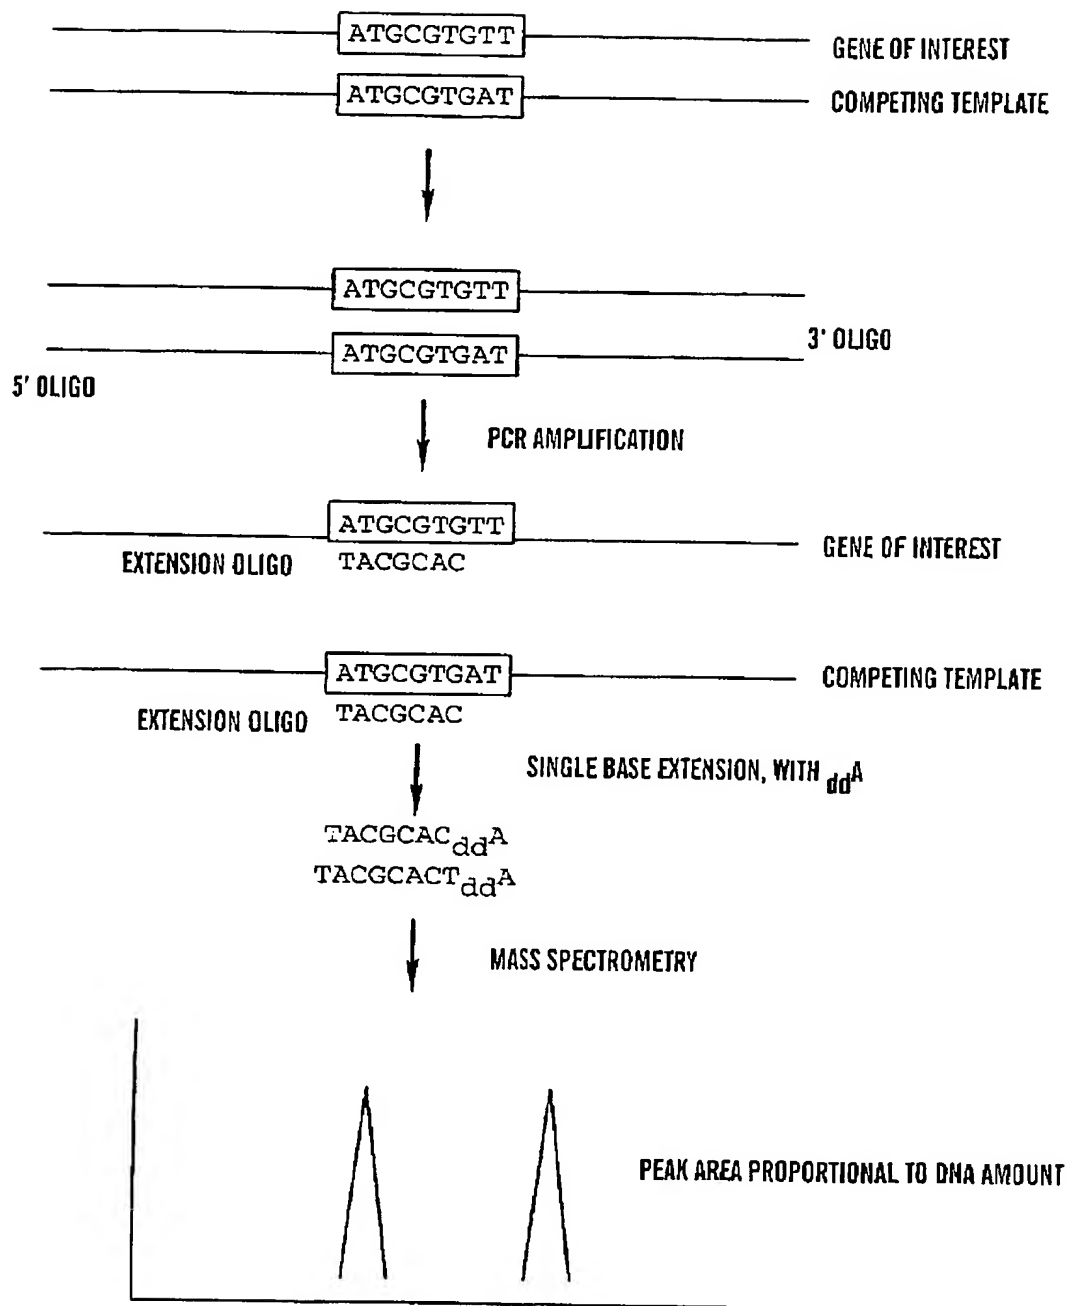 ATGCGTGTT
GENE OF INTEREST
ATGCGTGAT
COMPETING TEMPLATE
ATGCGTGTT
ATGCGTGAT
3' OLIGO
5' OLIGO
PCR AMPLIFICATION
ATGCGTGTT
GENE OF INTEREST
EXTENSION OLIGO
TACGCAC
ATGCGTGAT
COMPETING TEMPLATE
EXTENSION OLIGO
TACGCAC
SINGLE BASE EXTENSION, WITH ddA
TACGCACddA
TACGCACTddA
MASS SPECTROMETRY
PEAK AREA PROPORTIONAL TO DNA AMOUNT